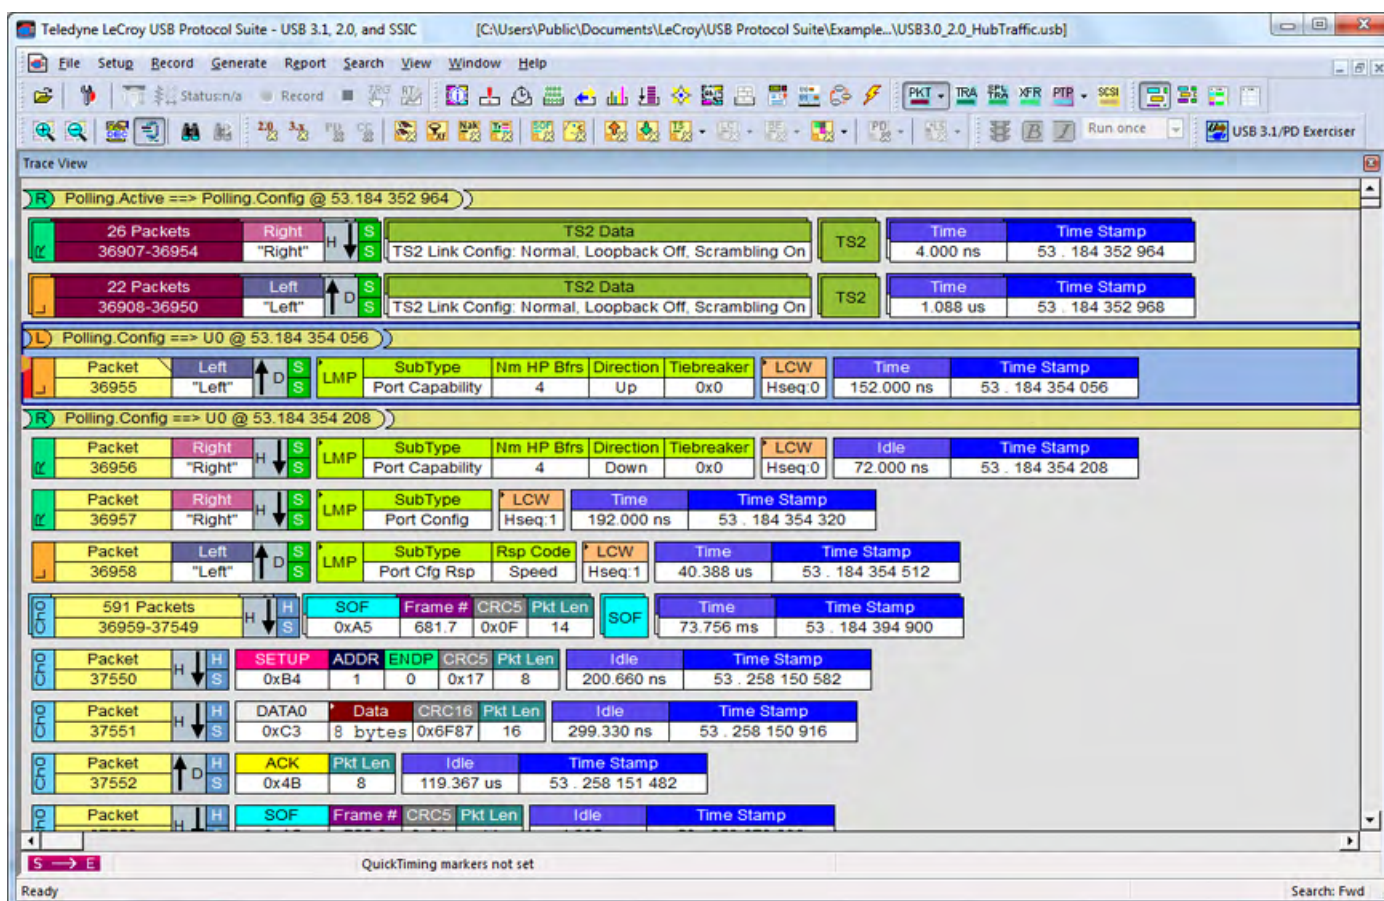 Teledyne LeCroy USB Protocol Suite - USB 3.1, 2.0, and SSIC [C:\Users\Public\Documents\LeCroy\USB Protocol Suite\Example...\USB3.0_2.0_HubTraffic.usb]
File Setup Record Generate Report Search View Window Help
Status:n/a Record PKT TRA XFR PTP SCSI
2.0 3.0 Run once USB 3.1/PD Exerciser
Trace View
R Polling.Active ==> Polling.Config @ 53.184 352 964
R 26 Packets Right H S TS2 Data TS2 Time Time Stamp
36907-36954 "Right" S TS2 Link Config: Normal, Loopback Off, Scrambling On 4.000 ns 53 . 184 352 964
L 22 Packets Left D S TS2 Data TS2 Time Time Stamp
36908-36950 "Left" S TS2 Link Config: Normal, Loopback Off, Scrambling On 1.088 us 53 . 184 352 968
L Polling.Config ==> U0 @ 53.184 354 056
L Packet Left D S LMP SubType Nm HP Bfrs Direction Tiebreaker LCW Time Time Stamp
36955 "Left" S Port Capability 4 Up 0x0 Hseq:0 152.000 ns 53 . 184 354 056
R Polling.Config ==> U0 @ 53.184 354 208
R Packet Right H S LMP SubType Nm HP Bfrs Direction Tiebreaker LCW Idle Time Stamp
36956 "Right" S Port Capability 4 Down 0x0 Hseq:0 72.000 ns 53 . 184 354 208
R Packet Right H S LMP SubType LCW Time Time Stamp
36957 "Right" S Port Config Hseq:1 192.000 ns 53 . 184 354 320
L Packet Left D S LMP SubType Rsp Code LCW Time Time Stamp
36958 "Left" S Port Cfg Rsp Speed Hseq:1 40.388 us 53 . 184 354 512
Ch0 591 Packets H H SOF Frame # CRC5 Pkt Len SOF Time Time Stamp
36959-37549 S 0xA5 681.7 0x0F 14 73.756 ms 53 . 184 394 900
Ch0 Packet H H SETUP ADDR ENDP CRC5 Pkt Len Idle Time Stamp
37550 S 0xB4 1 0 0x17 8 200.660 ns 53 . 258 150 582
Ch0 Packet H H DATA0 Data CRC16 Pkt Len Idle Time Stamp
37551 S 0xC3 8 bytes 0x6F87 16 299.330 ns 53 . 258 150 916
Ch0 Packet D H ACK Pkt Len Idle Time Stamp
37552 S 0x4B 8 119.367 us 53 . 258 151 482
Ch0 Packet H H SOF Frame # CRC5 Pkt Len Idle Time Stamp
S E QuickTiming markers not set
Ready Search: Fwd